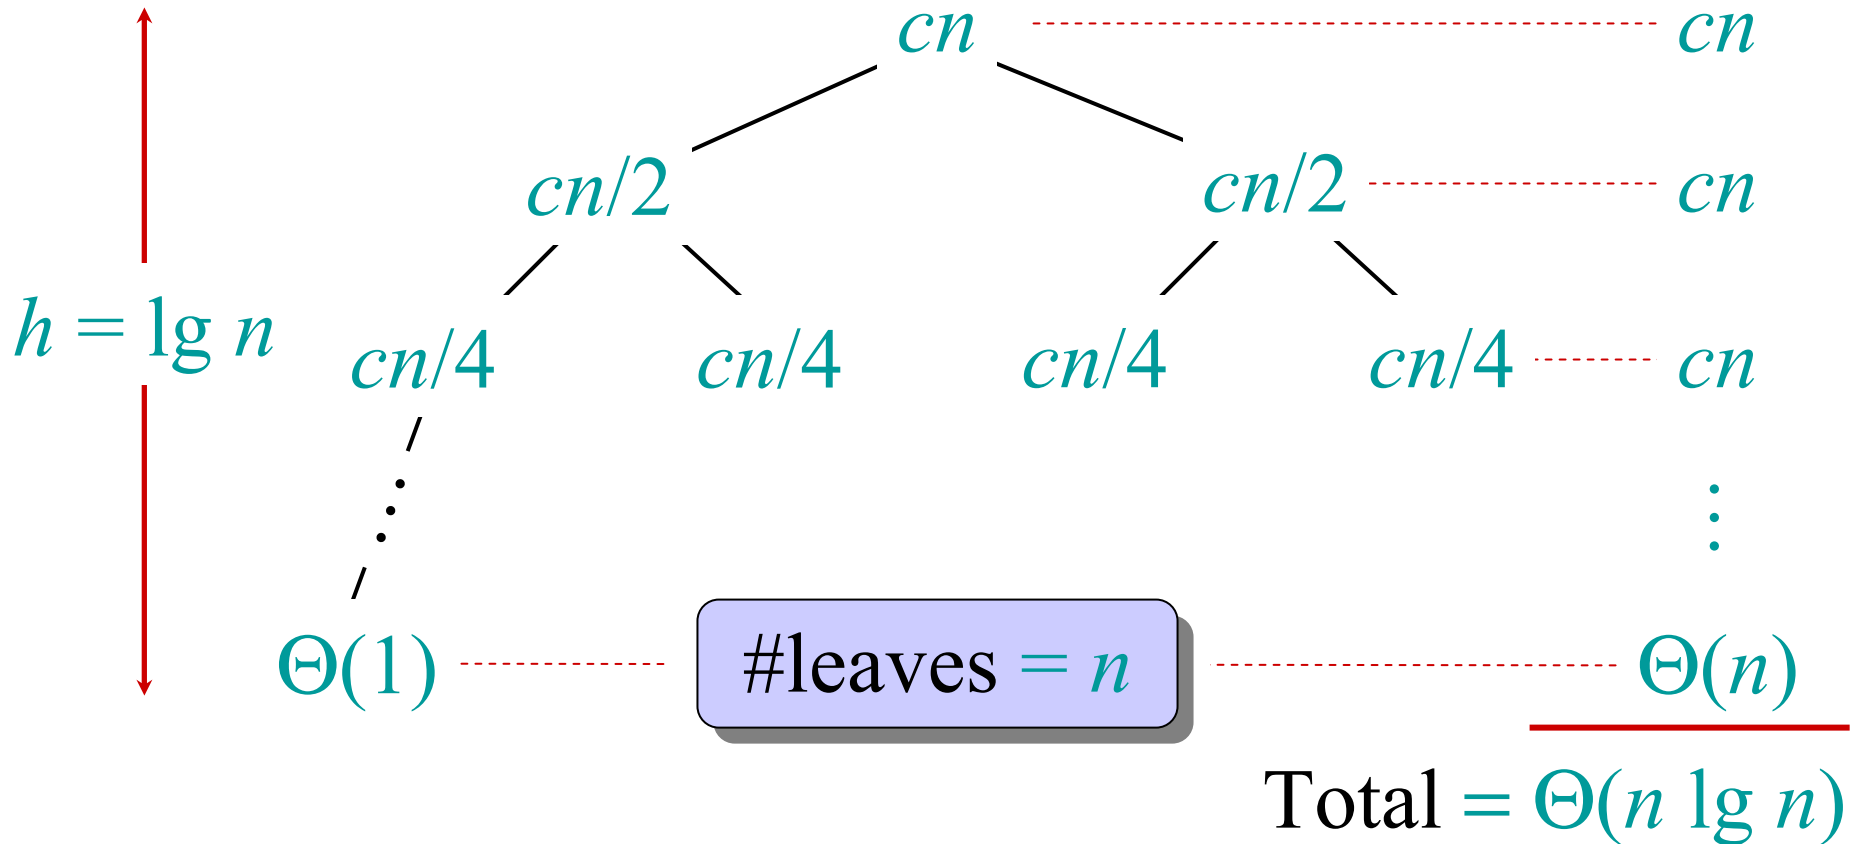 cn cn
cn/2 cn/2 cn
h = lg n cn/4 cn/4 cn/4 cn/4 cn
Θ(1) #leaves = n Θ(n)
Total = Θ(n lg n)